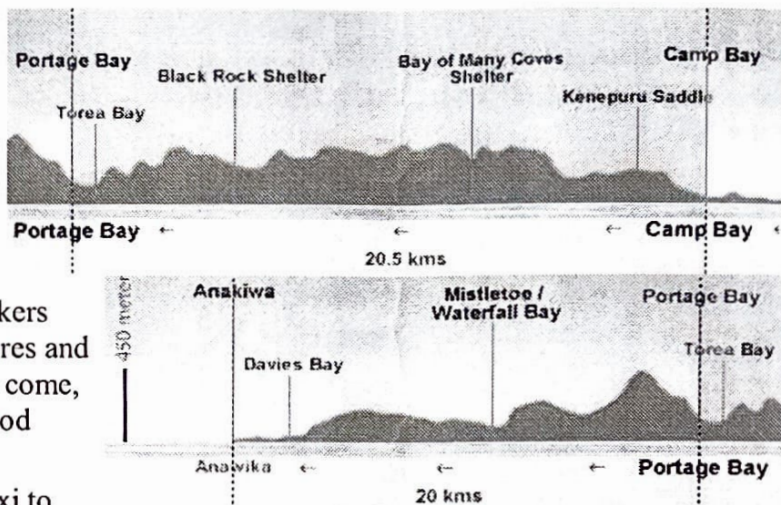 Portage Bay
Camp Bay
Black Rock Shelter
Bay of Many Coves
Shelter
Kenepuru Saddle
Torea Bay
Portage Bay ← ← ← Camp Bay ←
20.5 kms
kers
res and
come,
od
xi to
450 meter
Anakiwa
Mistletoe /
Waterfall Bay
Portage Bay
Davies Bay
Torea Bay
← ← ← Portage Bay
20 kms